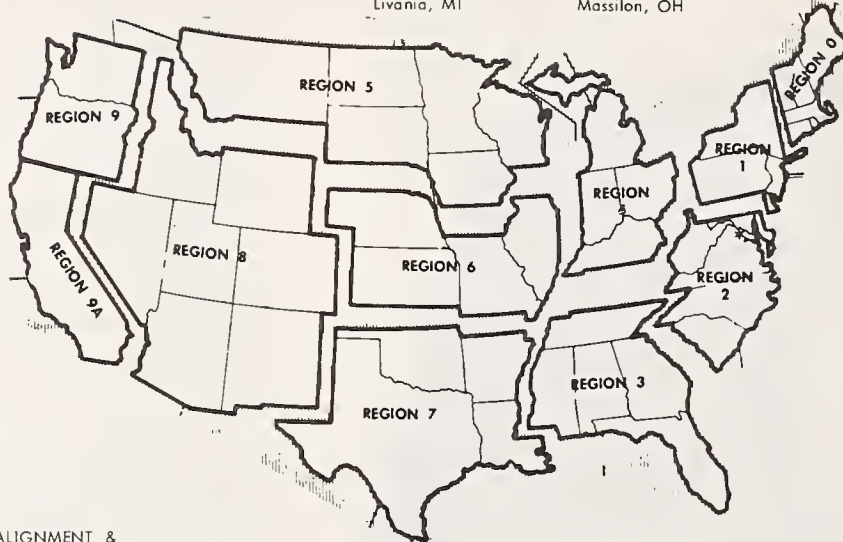 Livania, MI Massilon, OH
REGION 0
REGION 5
REGION 9
REGION 1
REGION
REGION 8
REGION 6
REGION 2
REGION 9A
REGION 3
REGION 7
ALIGNMENT &